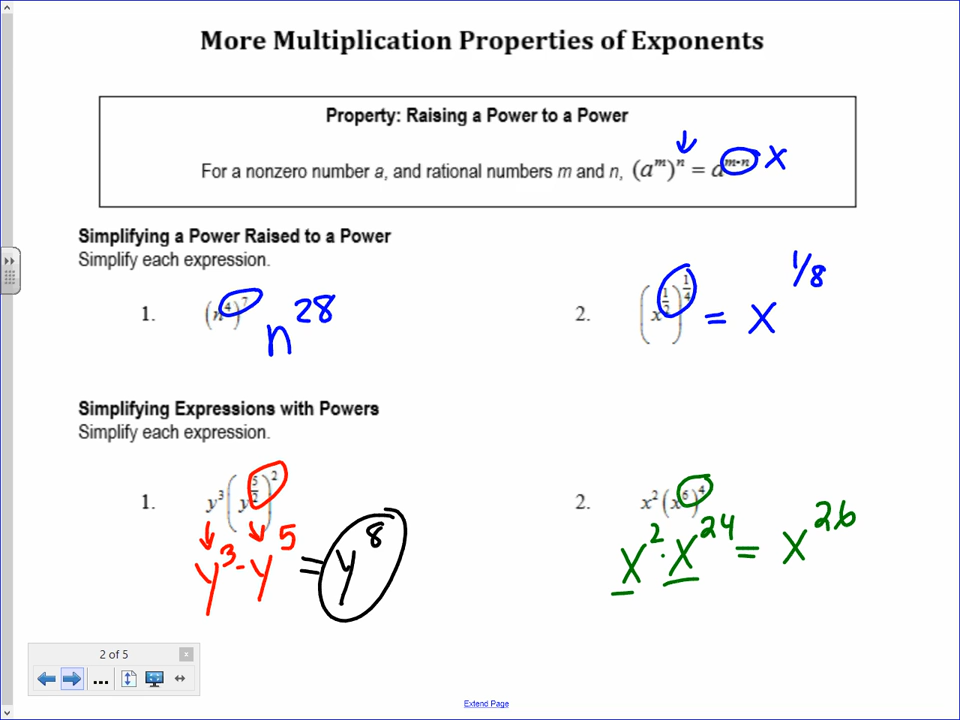 More Multiplication Properties of Exponents
Property: Raising a Power to a Power
For a nonzero number a, and rational numbers m and n, (a^m)^n = a^(m·n) x
Simplifying a Power Raised to a Power
Simplify each expression.
1. (n^4)^7 n^28
2. (x^(1/2))^(1/4) = x^(1/8)
Simplifying Expressions with Powers
Simplify each expression.
1. y^3 (y^(5/2))^2
y^3 · y^5 = y^8
2. x^2 (x^6)^4
x^2 · x^24 = x^26
2 of 5
Extend Page